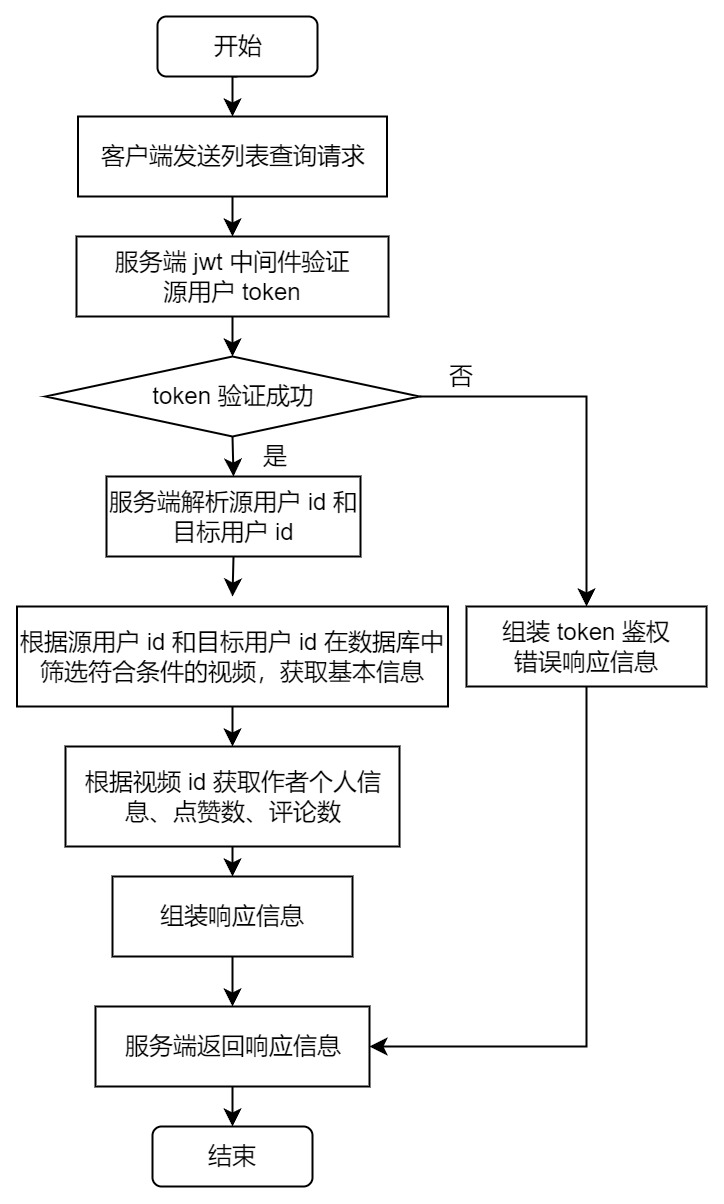 开始
客户端发送列表查询请求
服务端 jwt 中间件验证
源用户 token
token 验证成功
否
是
服务端解析源用户 id 和
目标用户 id
根据源用户 id 和目标用户 id 在数据库中
筛选符合条件的视频，获取基本信息
组装 token 鉴权
错误响应信息
根据视频 id 获取作者个人信
息、点赞数、评论数
组装响应信息
服务端返回响应信息
结束